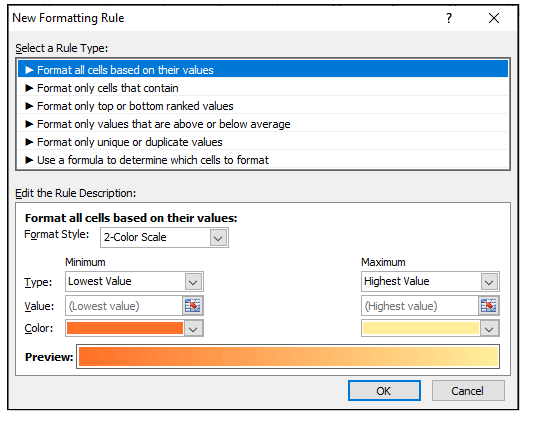 New Formatting Rule ? ×
Select a Rule Type:
► Format all cells based on their values
► Format only cells that contain
► Format only top or bottom ranked values
► Format only values that are above or below average
► Format only unique or duplicate values
► Use a formula to determine which cells to format
Edit the Rule Description:
Format all cells based on their values:
Format Style: 2-Color Scale
Minimum Maximum
Type: Lowest Value Highest Value
Value: (Lowest value) (Highest value)
Color:
Preview:
OK Cancel